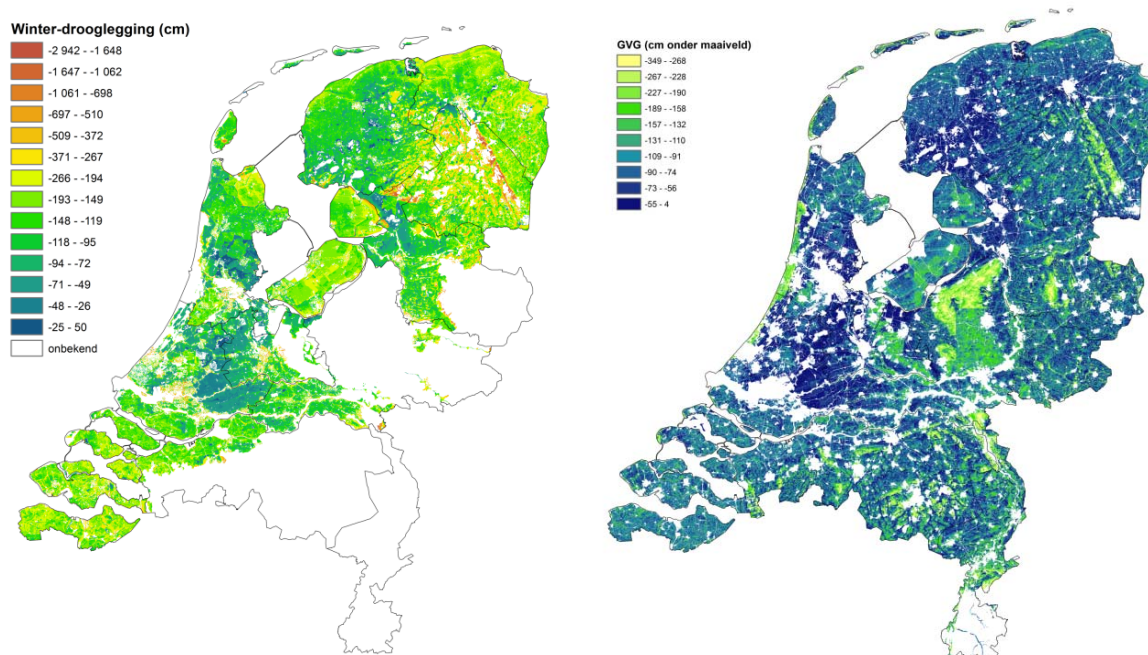 Winter-drooglegging (cm)
-2 942 - -1 648
-1 647 - -1 062
-1 061 - -698
-697 - -510
-509 - -372
-371 - -267
-266 - -194
-193 - -149
-148 - -119
-118 - -95
-94 - -72
-71 - -49
-48 - -26
-25 - 50
onbekend
GVG (cm onder maaiveld)
-349 - -268
-267 - -228
-227 - -190
-189 - -158
-157 - -132
-131 - -110
-109 - -91
-90 - -74
-73 - -56
-55 - 4